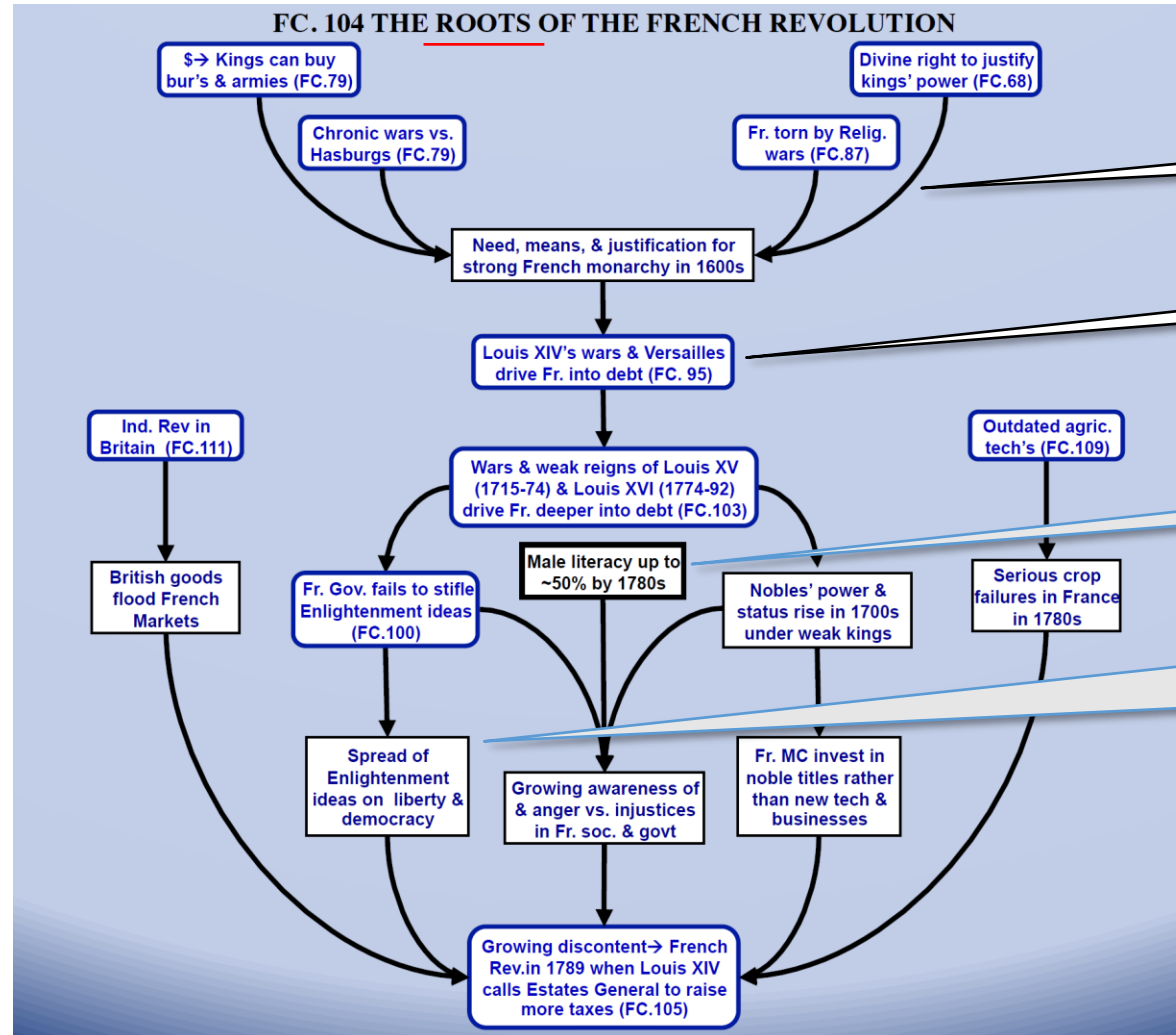 FC. 104 THE ROOTS OF THE FRENCH REVOLUTION
$→ Kings can buy
bur's & armies (FC.79)
Divine right to justify
kings' power (FC.68)
Chronic wars vs.
Hasburgs (FC.79)
Fr. torn by Relig.
wars (FC.87)
Need, means, & justification for
strong French monarchy in 1600s
Louis XIV's wars & Versailles
drive Fr. into debt (FC. 95)
Ind. Rev in
Britain (FC.111)
Outdated agric.
tech's (FC.109)
Wars & weak reigns of Louis XV
(1715-74) & Louis XVI (1774-92)
drive Fr. deeper into debt (FC.103)
British goods
flood French
Markets
Fr. Gov. fails to stifle
Enlightenment ideas
(FC.100)
Male literacy up to
~50% by 1780s
Nobles' power &
status rise in 1700s
under weak kings
Serious crop
failures in France
in 1780s
Spread of
Enlightenment
ideas on liberty &
democracy
Growing awareness of
& anger vs. injustices
in Fr. soc. & govt
Fr. MC invest in
noble titles rather
than new tech &
businesses
Growing discontent→ French
Rev.in 1789 when Louis XIV
calls Estates General to raise
more taxes (FC.105)